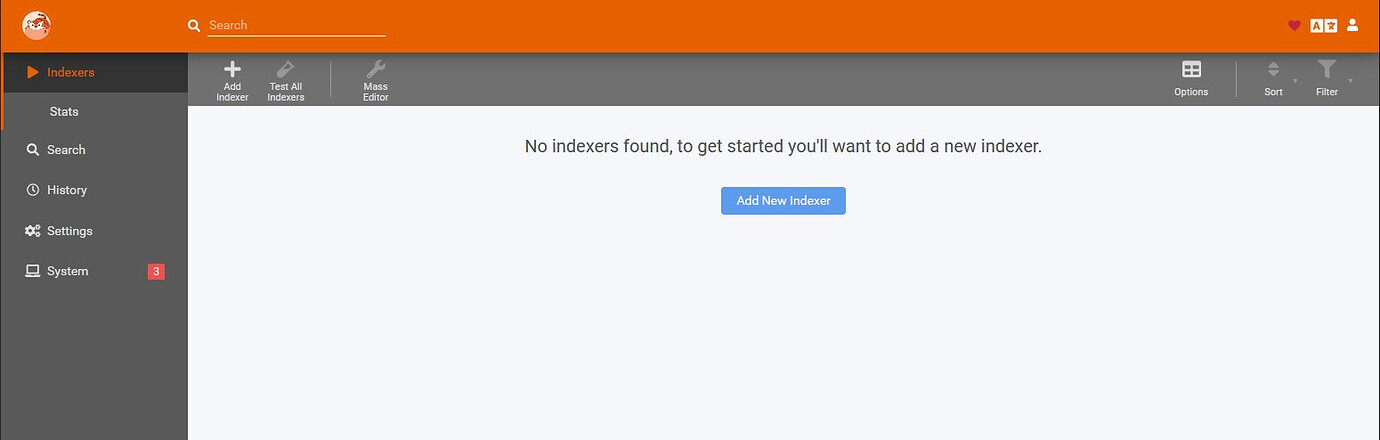 Search
A 文
Indexers
Stats
Search
History
Settings
System 3
Add
Indexer
Test All
Indexers
Mass
Editor
Options
Sort
Filter
No indexers found, to get started you'll want to add a new indexer.
Add New Indexer